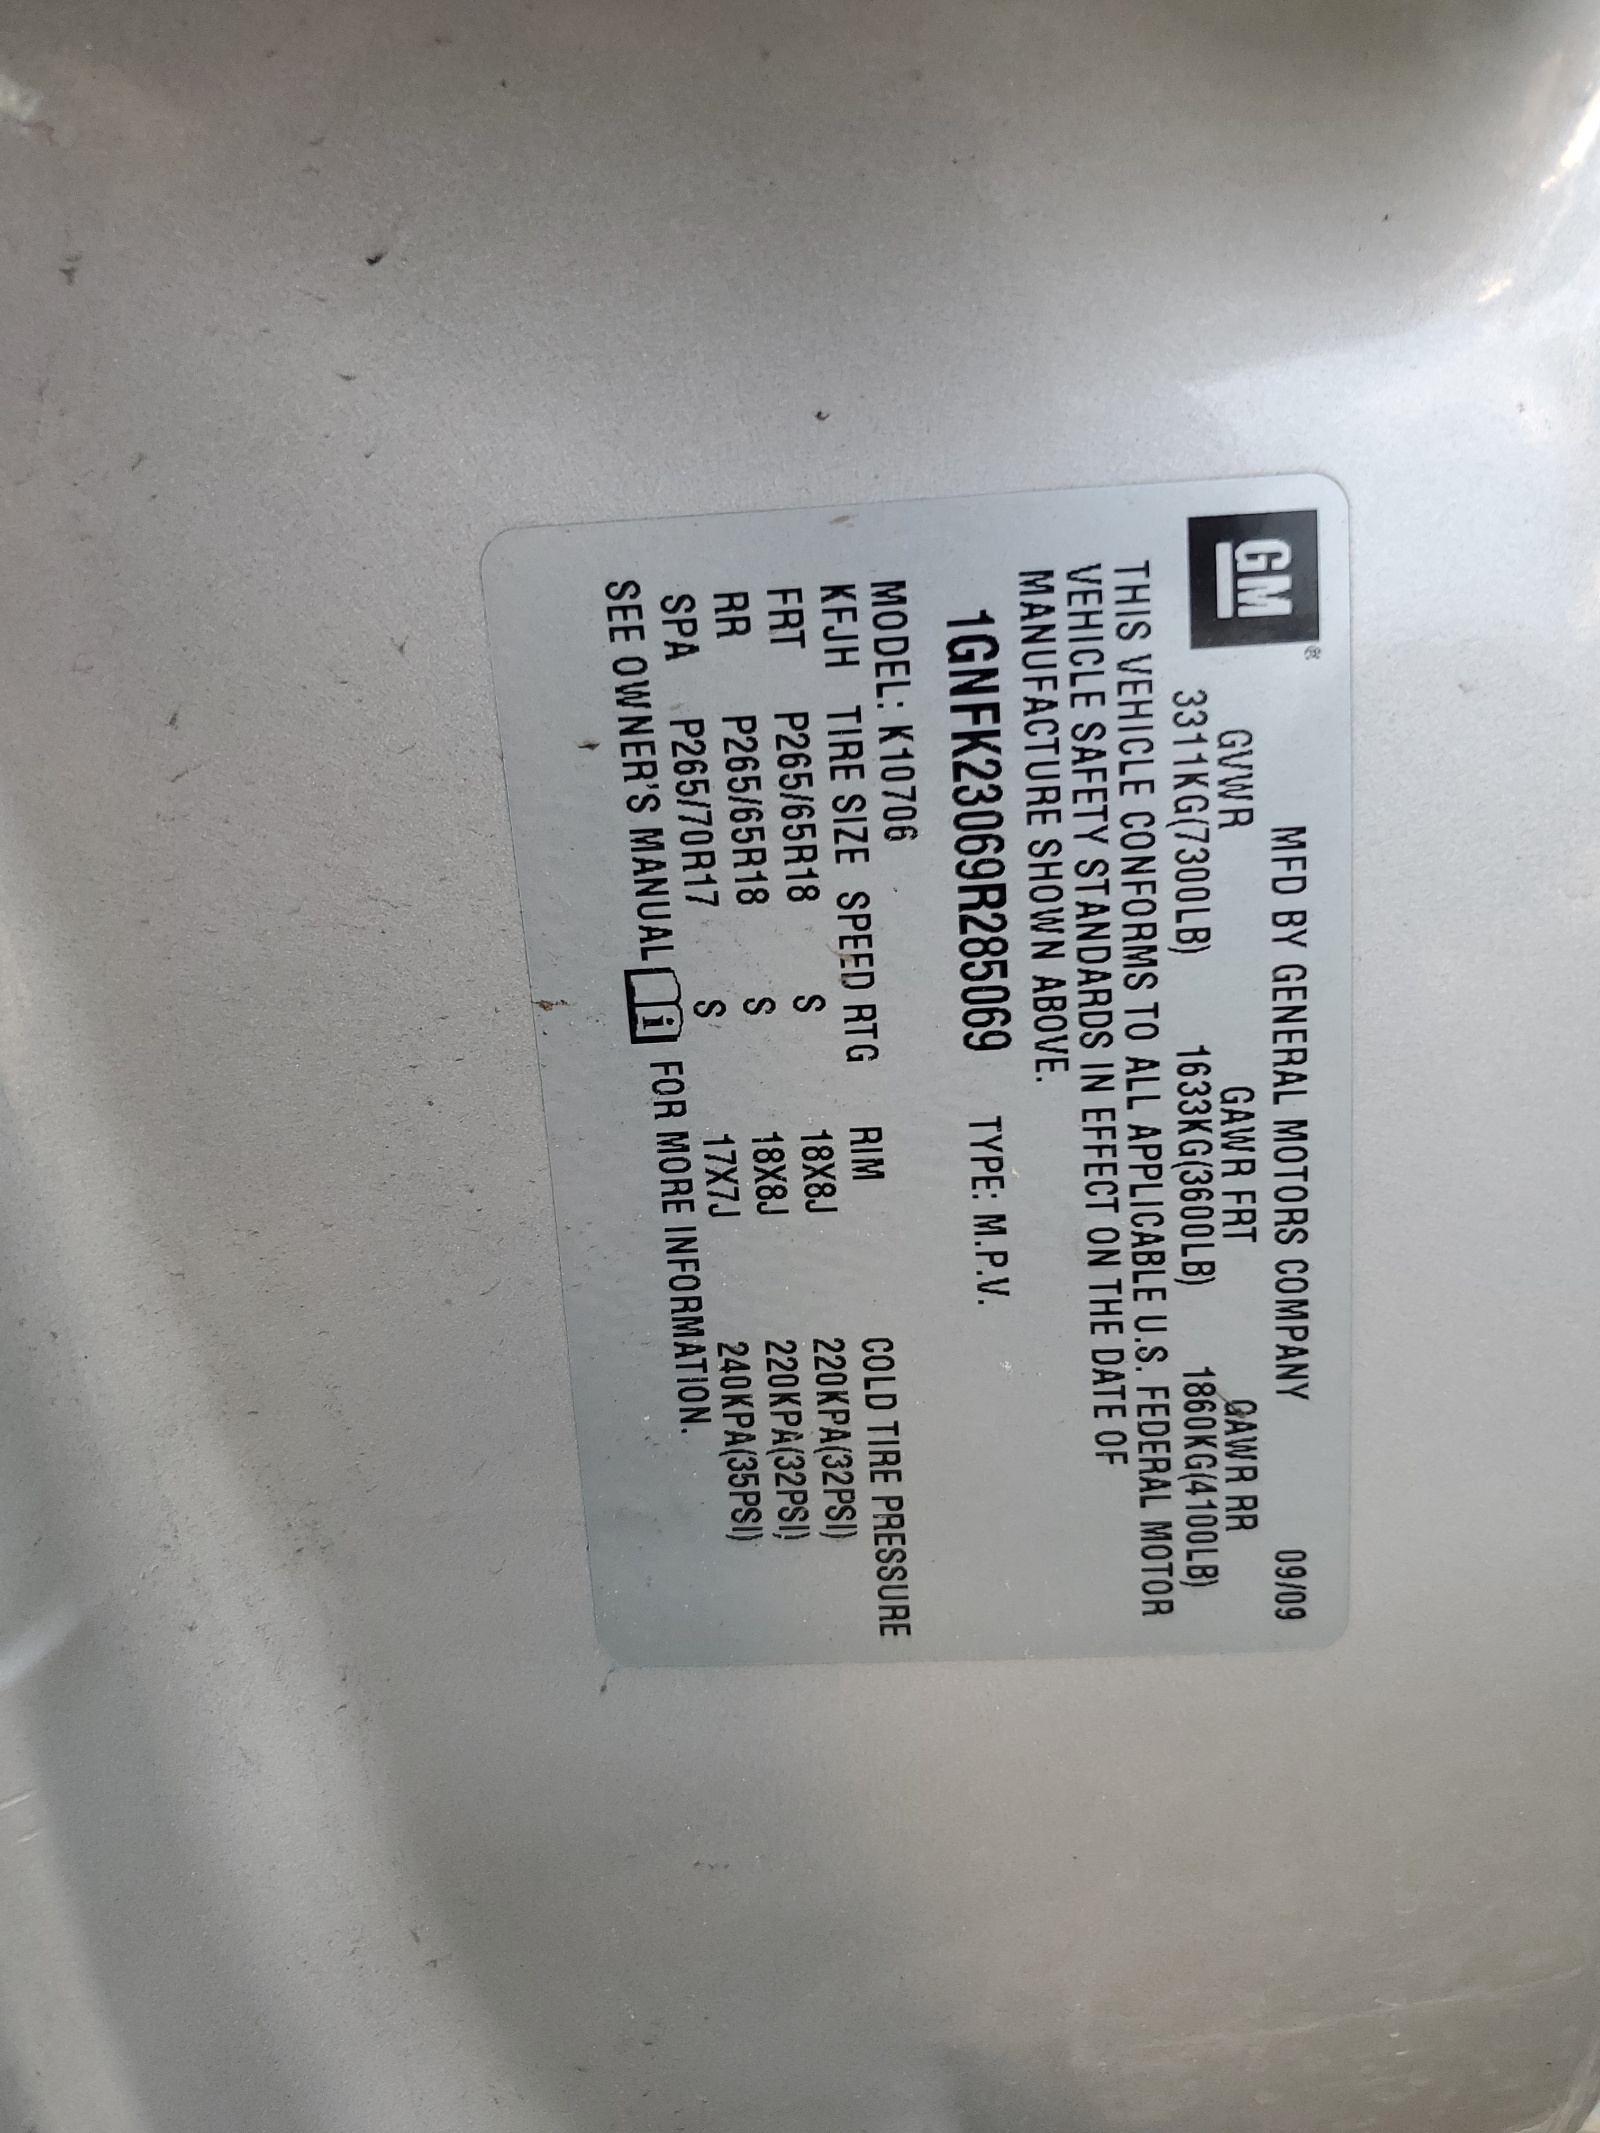 GM®
MFD BY GENERAL MOTORS COMPANY 09/09
GVWR GAWR FRT GAWR RR
3311KG(7300LB) 1633KG(3600LB) 1860KG(4100LB)
THIS VEHICLE CONFORMS TO ALL APPLICABLE U.S. FEDERAL MOTOR
VEHICLE SAFETY STANDARDS IN EFFECT ON THE DATE OF
MANUFACTURE SHOWN ABOVE.
1GNFK23069R285069 TYPE: M.P.V.
MODEL: K10706
KFJH TIRE SIZE SPEED RTG RIM COLD TIRE PRESSURE
FRT P265/65R18 S 18X8J 220KPA(32PSI)
RR P265/65R18 S 18X8J 220KPA(32PSI)
SPA P265/70R17 S 17X7J 240KPA(35PSI)
SEE OWNER'S MANUAL i FOR MORE INFORMATION.